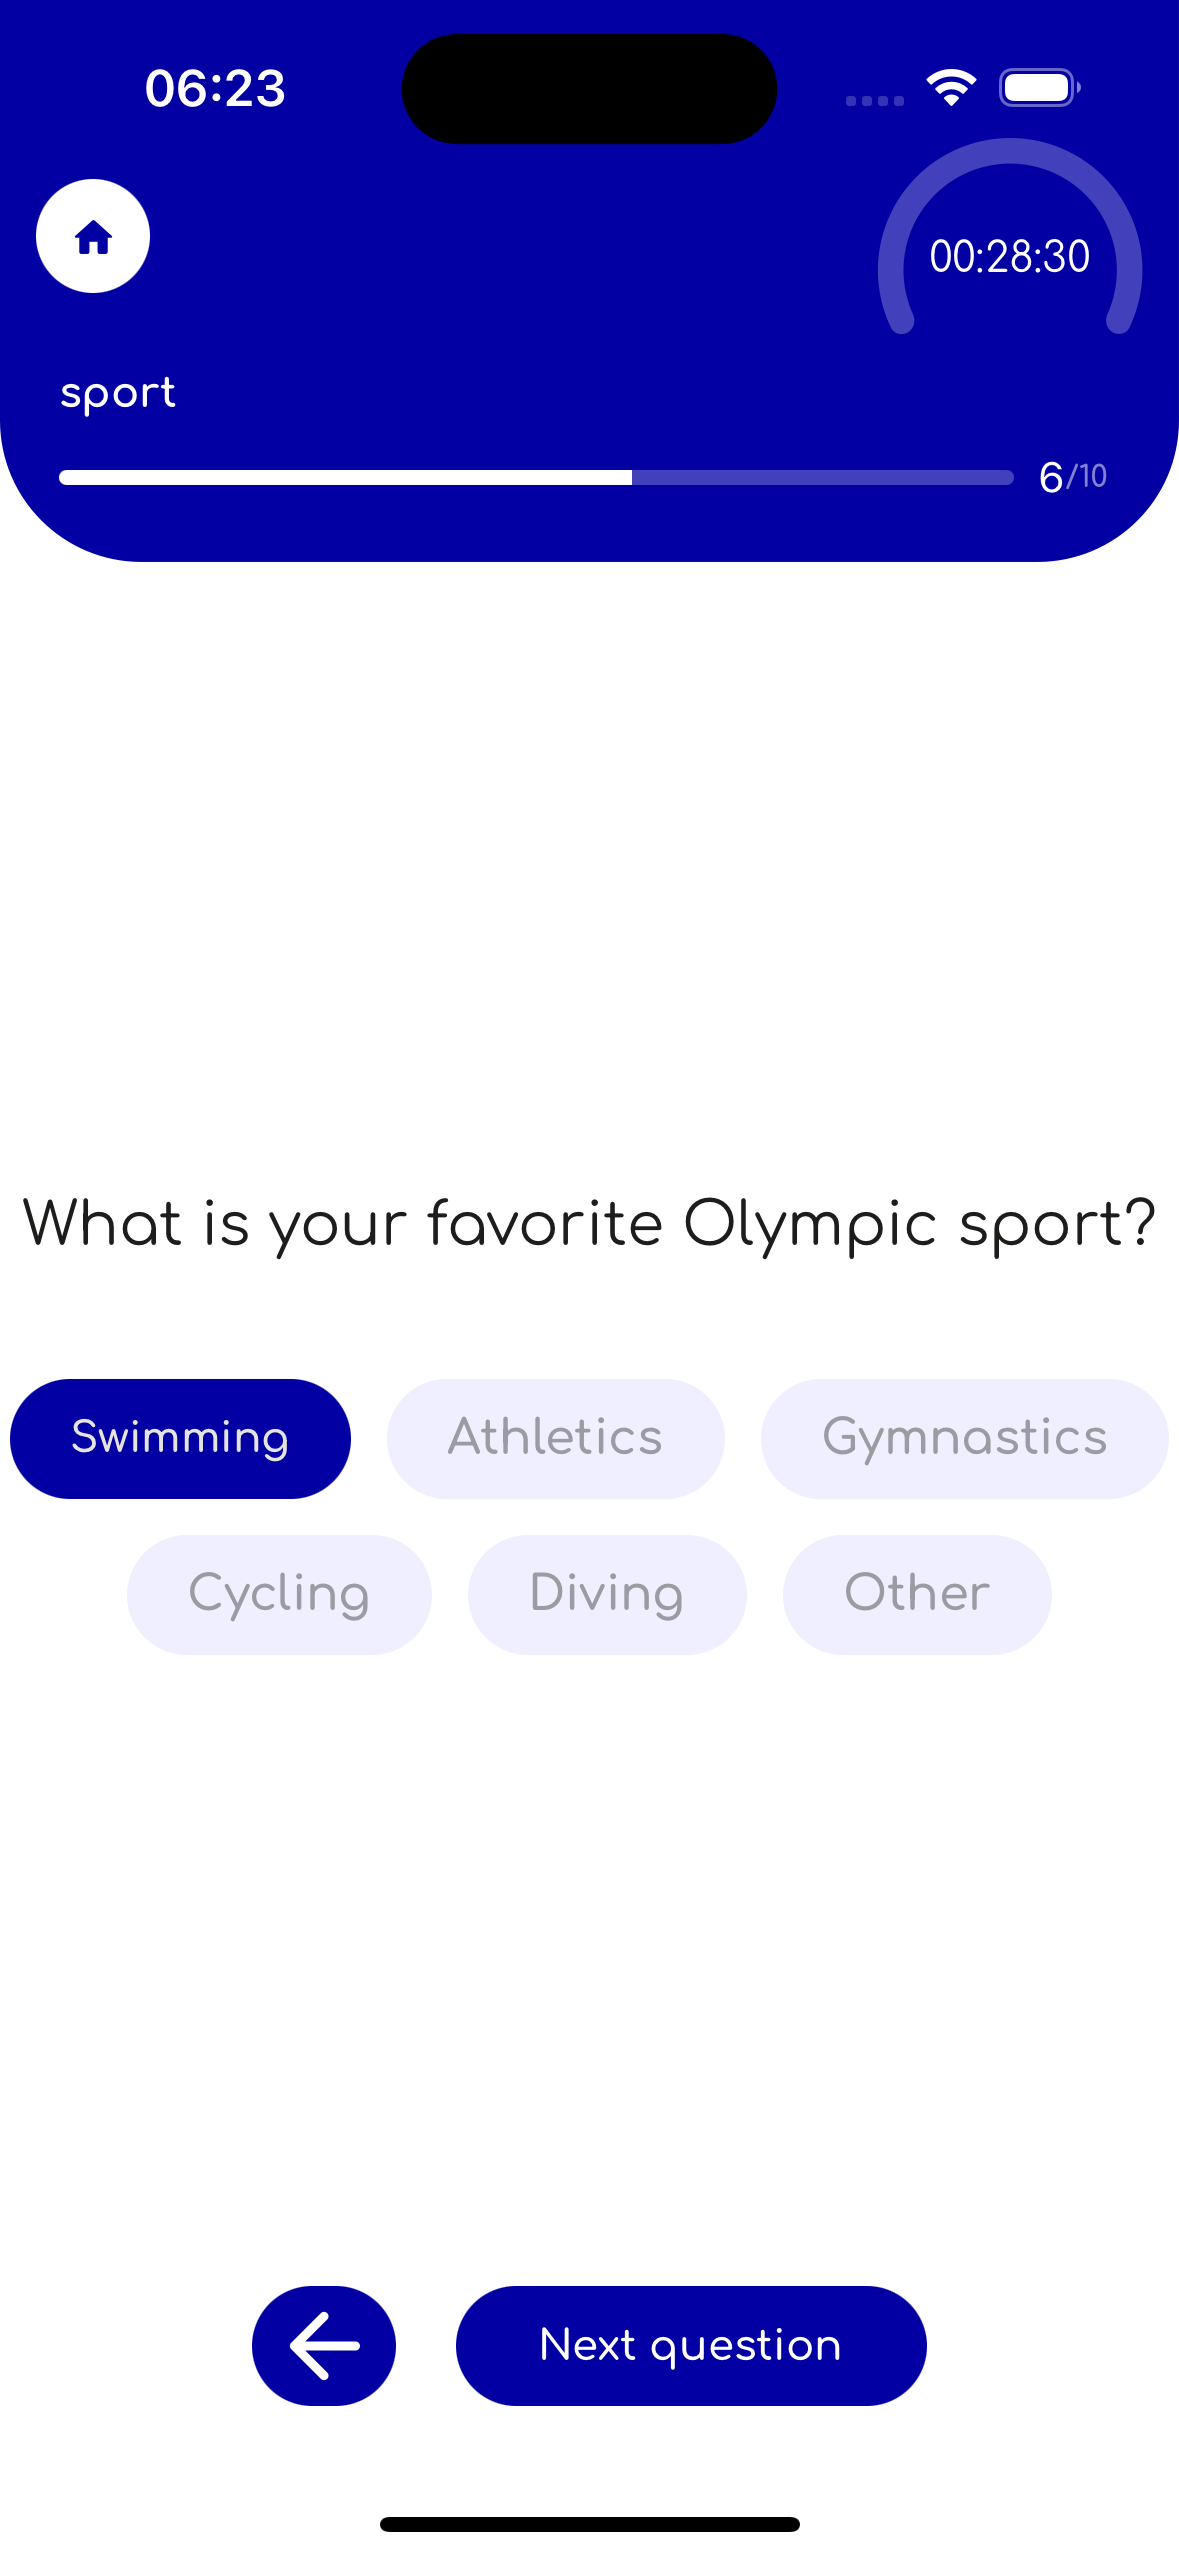 06:23
00:28:30
sport
6/10
What is your favorite Olympic sport?
Swimming Athletics Gymnastics
Cycling Diving Other
Next question